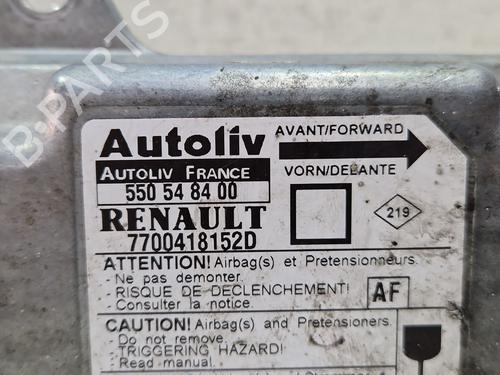 B-PARTS
Autoliv
AVANT/FORWARD
AUTOLIV FRANCE
VORN/DELANTE
550 54 84 00
RENAULT
219
7700418152D
ATTENTION! Airbag(s) et Pretensionneurs.
- Ne pas demonter.
- RISQUE DE DECLENCHEMENT!
- Consulter la notice.
AF
CAUTION! Airbag(s) and Pretensioners.
- Do not remove.
- TRIGGERING HAZARD!
- Read manual.